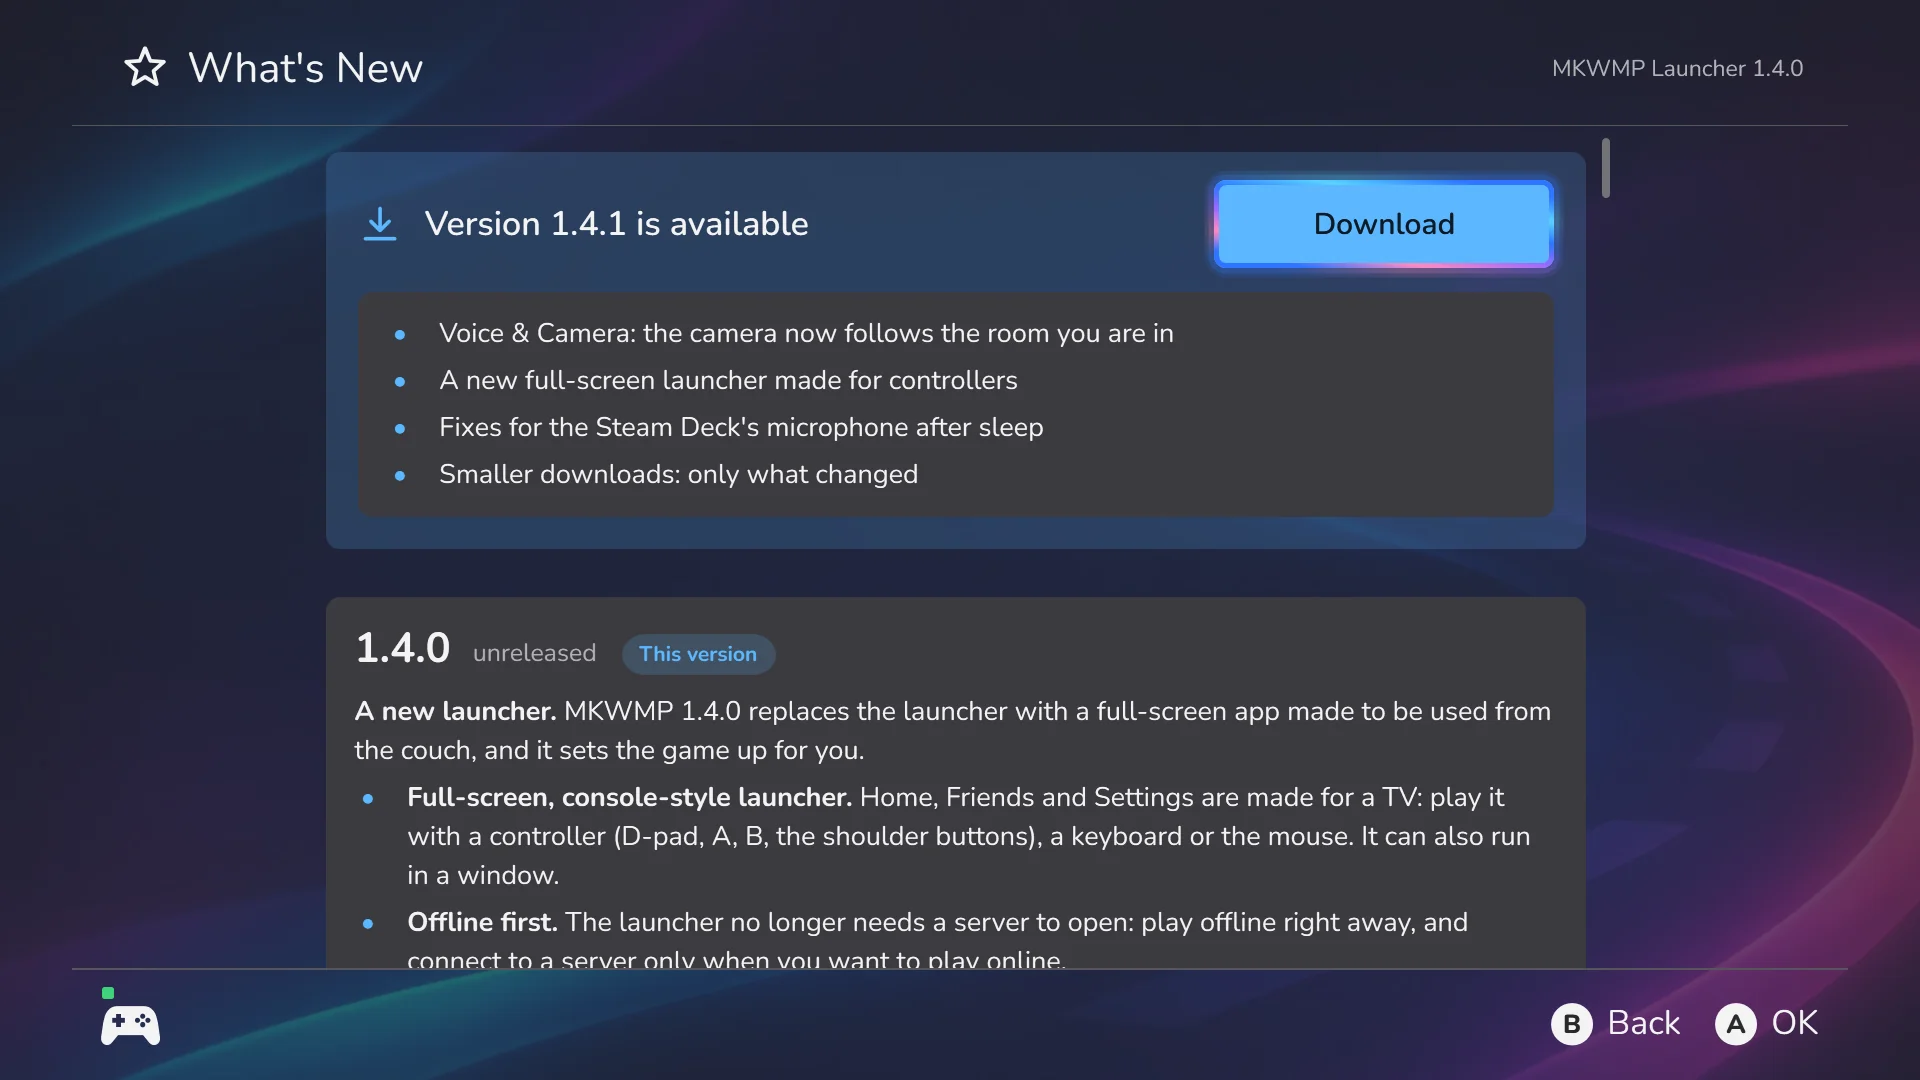 What's New
MKWMP Launcher 1.4.0
Version 1.4.1 is available
Download
Voice & Camera: the camera now follows the room you are in
A new full-screen launcher made for controllers
Fixes for the Steam Deck's microphone after sleep
Smaller downloads: only what changed
1.4.0 unreleased This version
A new launcher. MKWMP 1.4.0 replaces the launcher with a full-screen app made to be used from
the couch, and it sets the game up for you.
Full-screen, console-style launcher. Home, Friends and Settings are made for a TV: play it
with a controller (D-pad, A, B, the shoulder buttons), a keyboard or the mouse. It can also run
in a window.
Offline first. The launcher no longer needs a server to open: play offline right away, and
connect to a server only when you want to play online.
B Back A OK